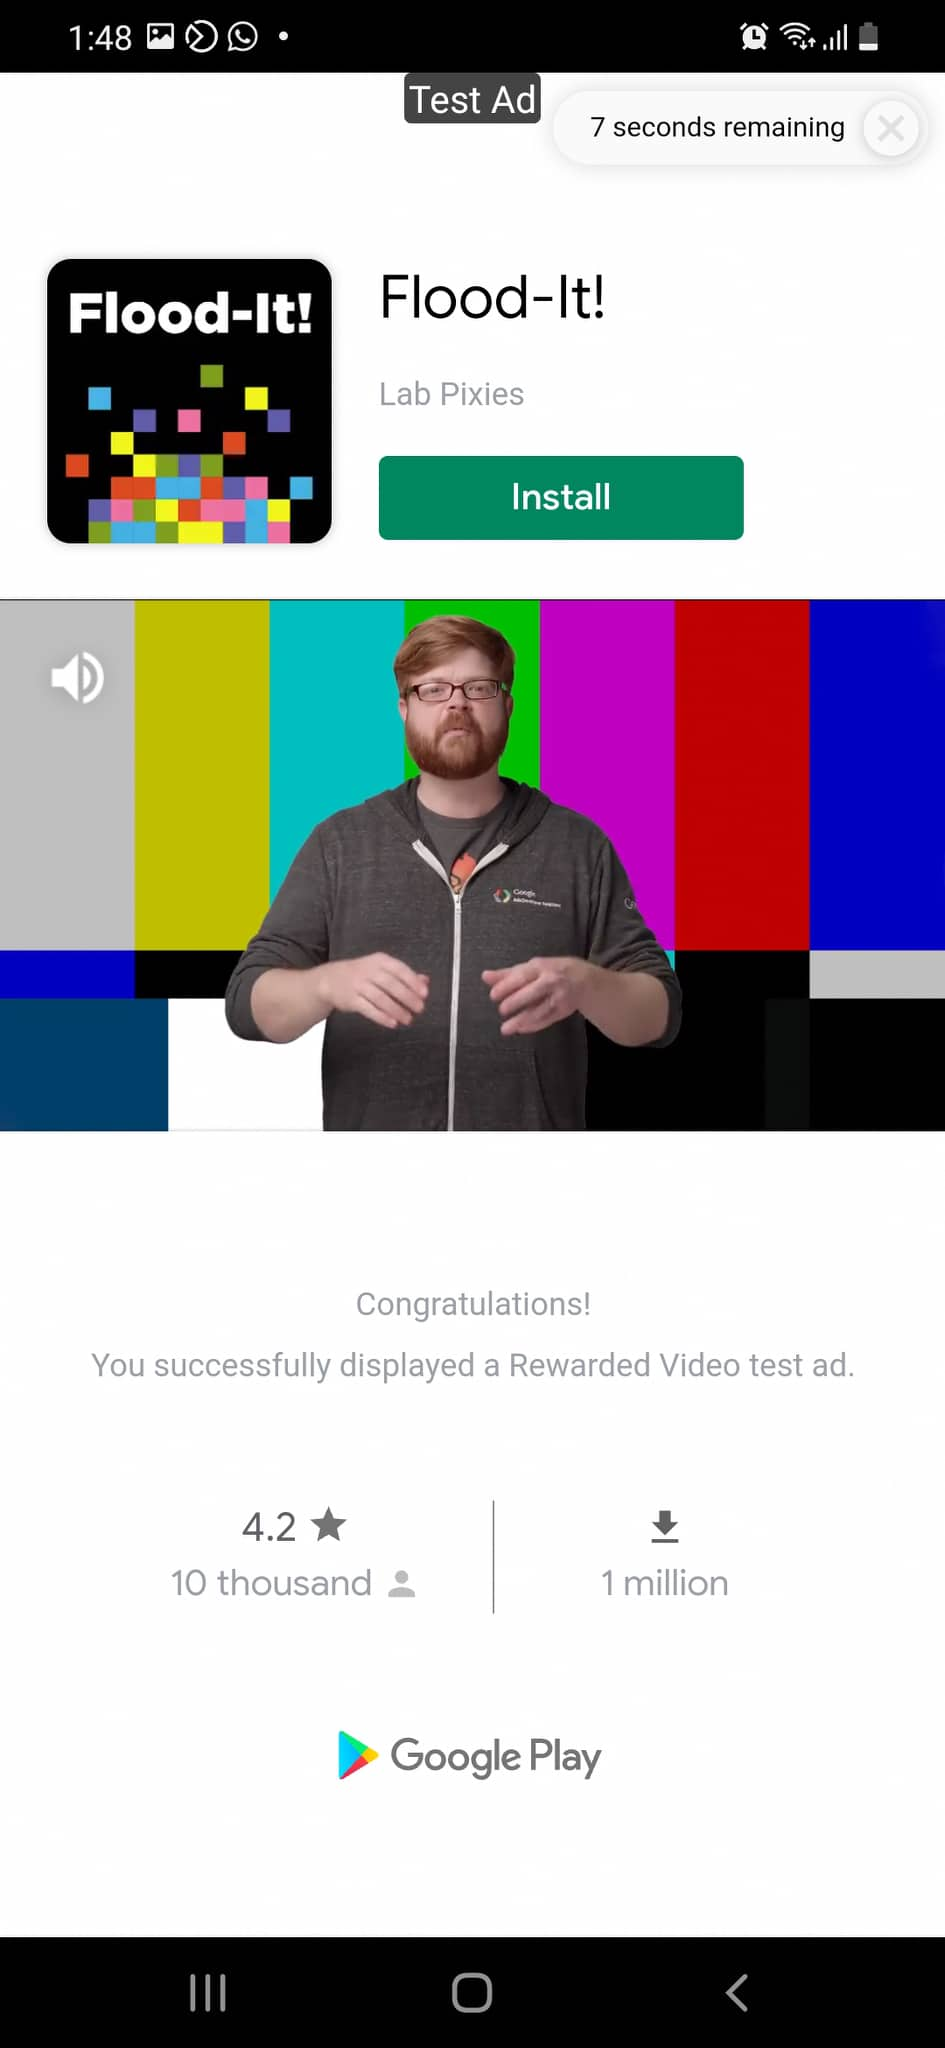 1:48
Test Ad
7 seconds remaining
Flood-It!
Flood-It!
Lab Pixies
Install
Google
Congratulations!
You successfully displayed a Rewarded Video test ad.
4.2
10 thousand
1 million
Google Play